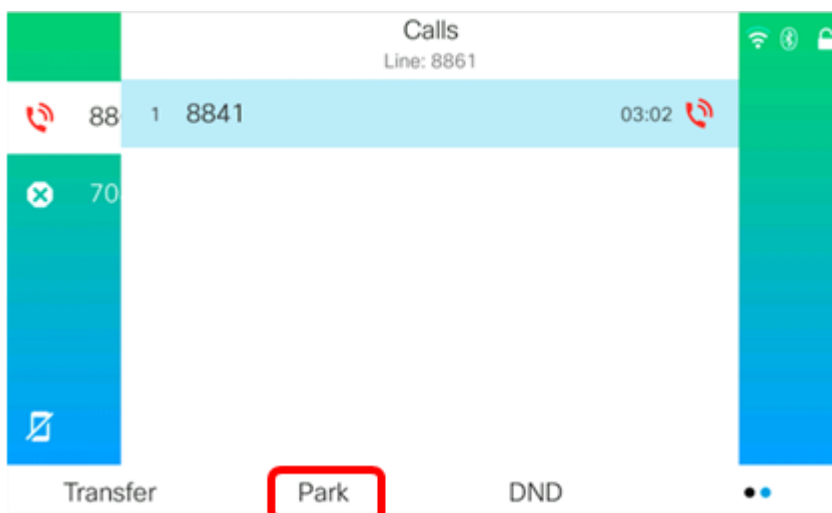 Calls
Line: 8861
88
1 8841 03:02
70
Transfer Park DND